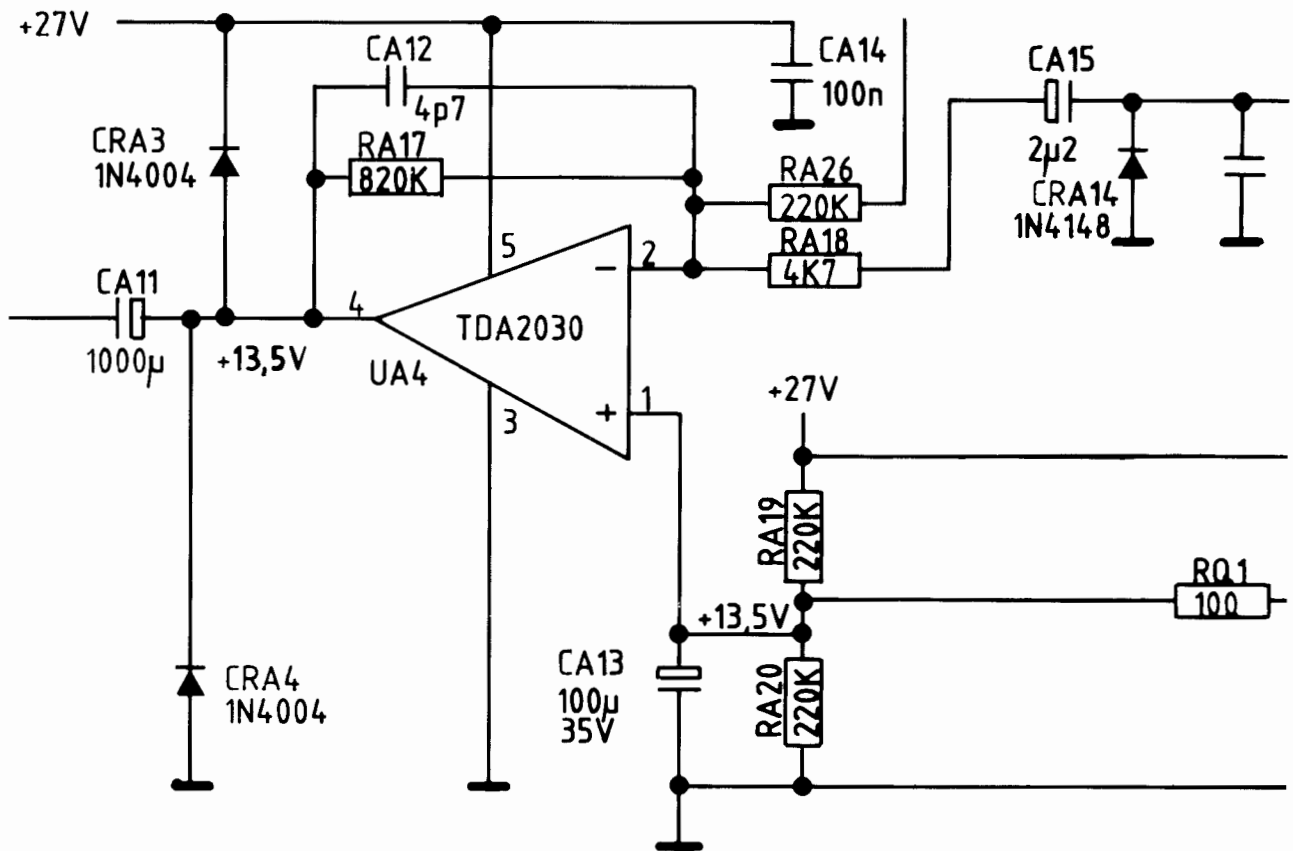 +27V
CA12
4p7
CA14
100n
CA15
2µ2
CRA3
1N4004
RA17
820K
RA26
220K
CRA14
1N4148
RA18
4K7
5
2
−
CA11
1000µ
4
+13,5V
TDA2030
UA4
3
+
1
+27V
RA19
220K
RQ1
100
+13,5V
CA13
100µ
35V
RA20
220K
CRA4
1N4004